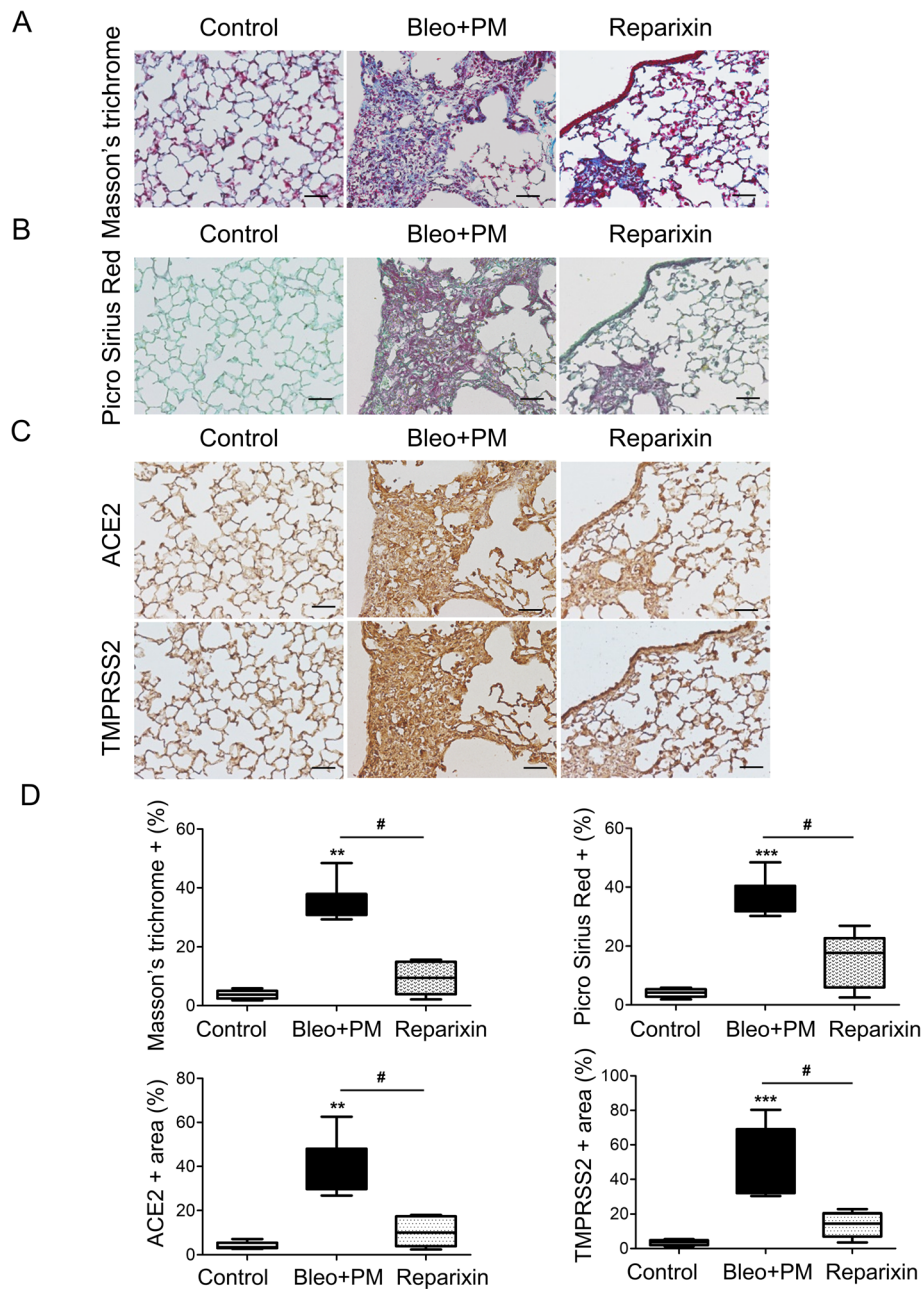 A
Control Bleo+PM Reparixin
Masson's trichrome
B
Control Bleo+PM Reparixin
Picro Sirius Red
C
Control Bleo+PM Reparixin
ACE2
TMPRSS2
D
Masson's trichrome + (%)
60
40
20
0
**
#
Control Bleo+PM Reparixin
Picro Sirius Red + (%)
60
40
20
0
***
#
Control Bleo+PM Reparixin
ACE2 + area (%)
80
60
40
20
0
**
#
Control Bleo+PM Reparixin
TMPRSS2 + area (%)
100
80
60
40
20
0
***
#
Control Bleo+PM Reparixin